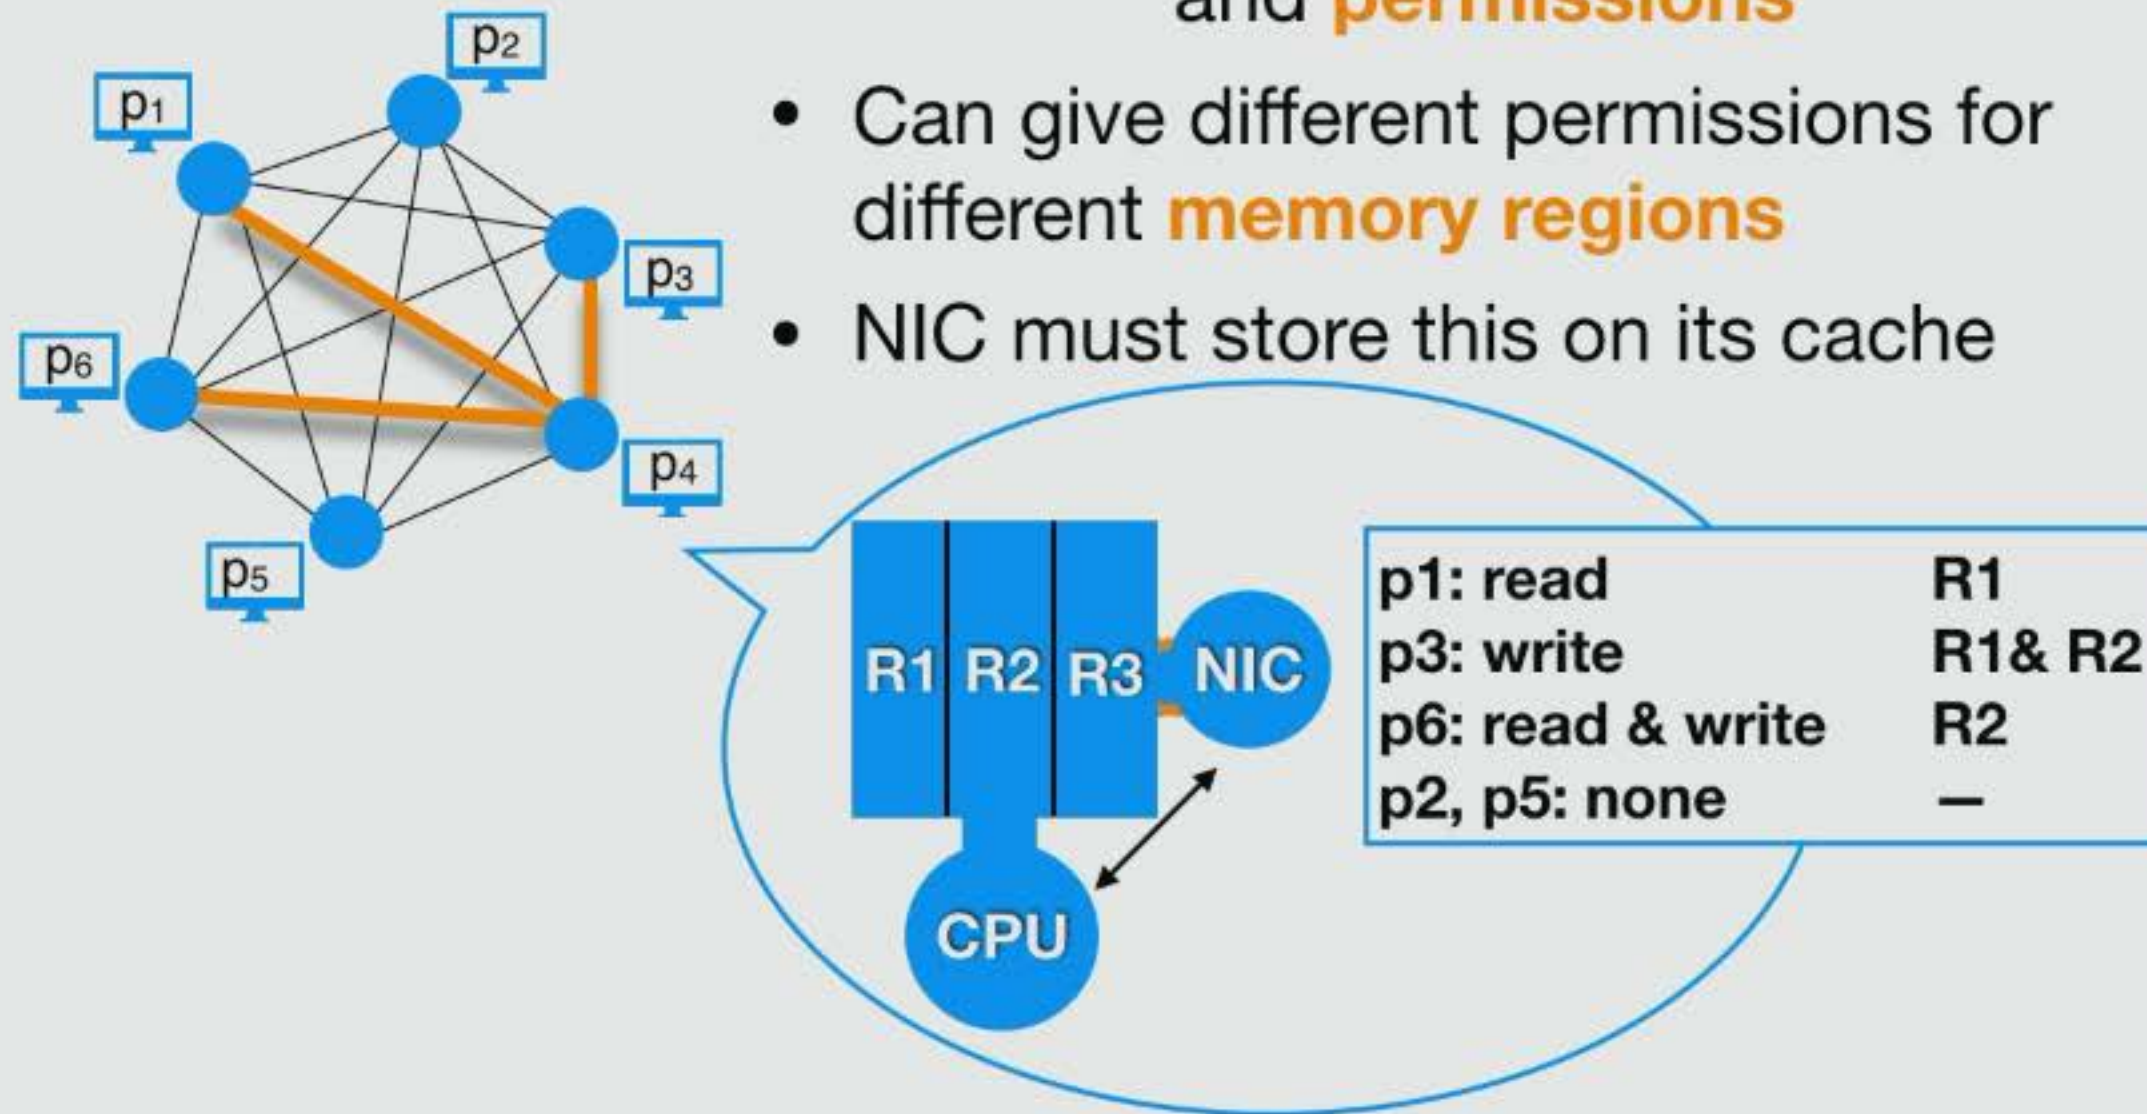 and permissions
• Can give different permissions for
different memory regions
• NIC must store this on its cache
p2
p1
p3
p6
p4
p5
R1 R2 R3 NIC
CPU
p1: read R1
p3: write R1& R2
p6: read & write R2
p2, p5: none –